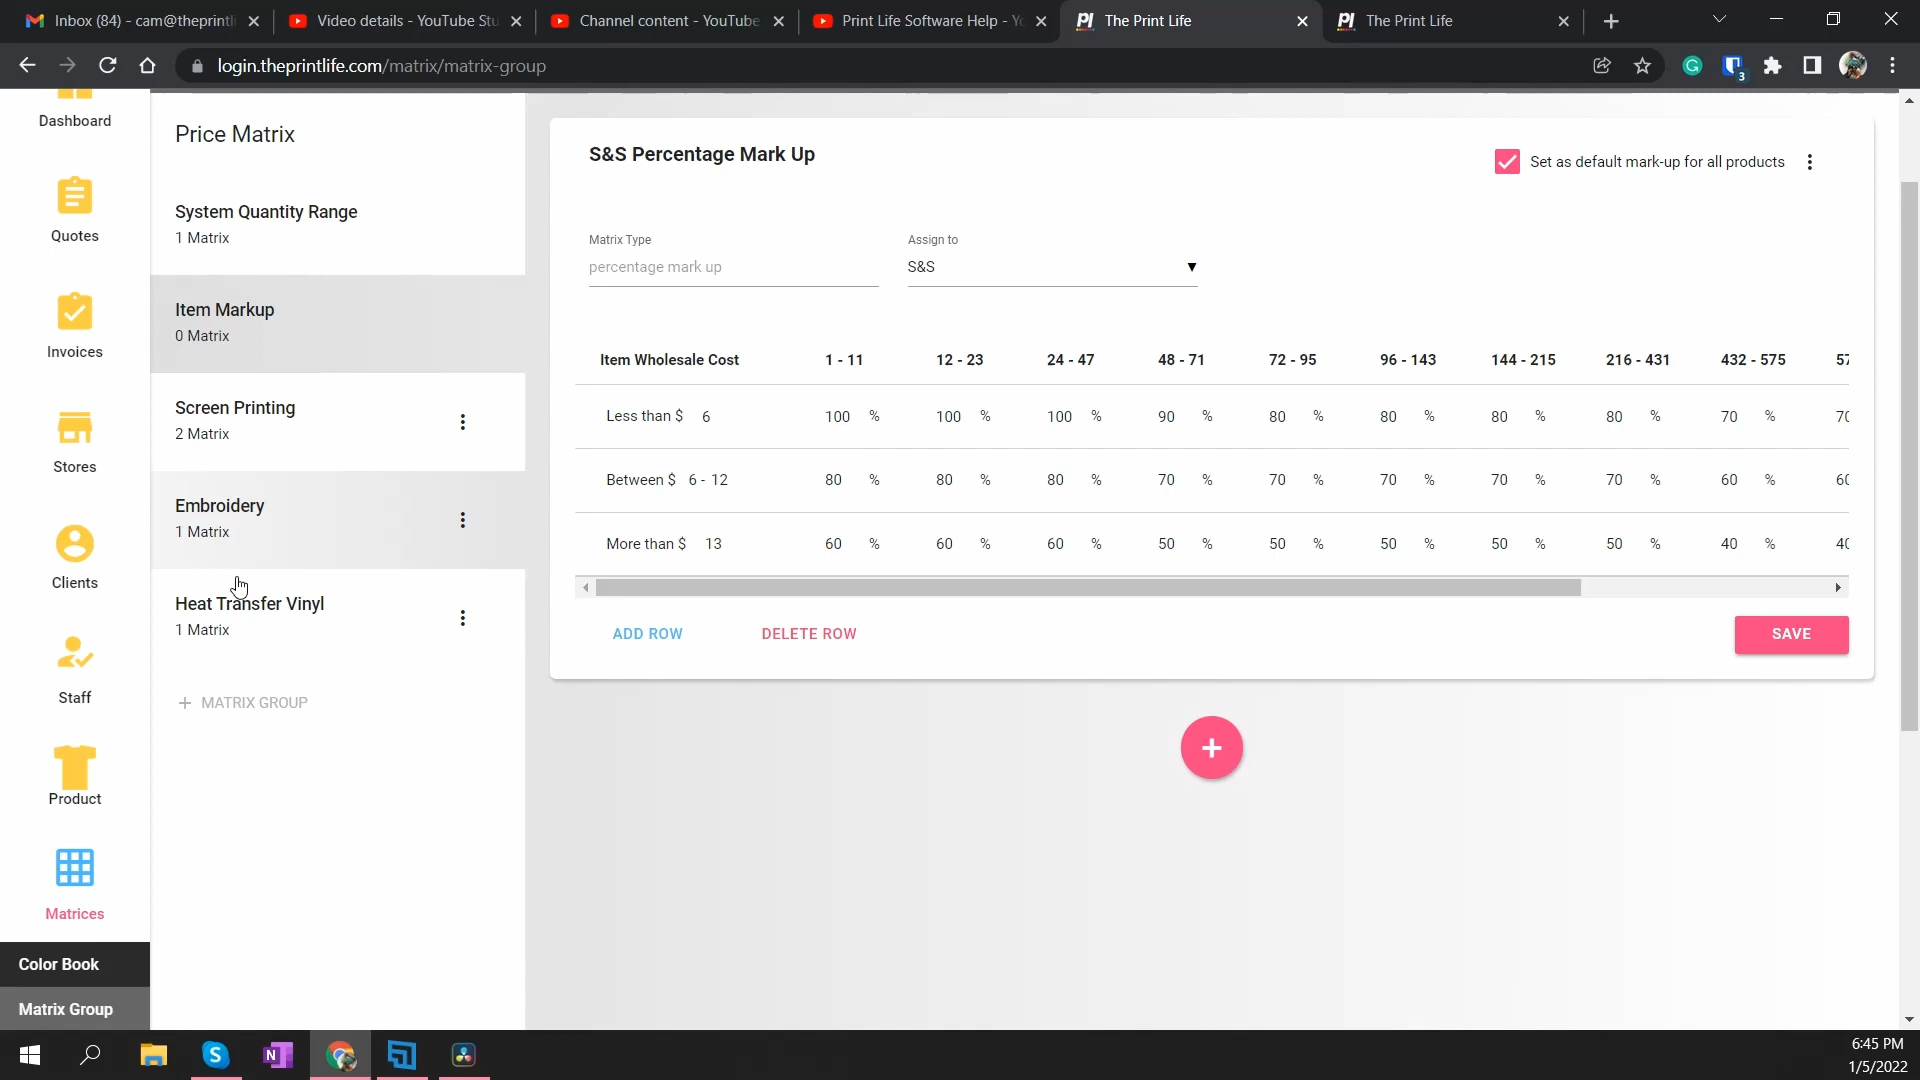 Inbox (84) - cam@theprintli
Video details - YouTube Stu
Channel content - YouTube
Print Life Software Help - Yo
The Print Life
The Print Life
login.theprintlife.com/matrix/matrix-group
3
Dashboard
Quotes
Invoices
Stores
Clients
Staff
Product
Matrices
Color Book
Matrix Group
Price Matrix
System Quantity Range
1 Matrix
Item Markup
0 Matrix
Screen Printing
2 Matrix
Embroidery
1 Matrix
Heat Transfer Vinyl
1 Matrix
+ MATRIX GROUP
S&S Percentage Mark Up
Set as default mark-up for all products
Matrix Type
percentage mark up
Assign to
S&S
Item Wholesale Cost 1 - 11 12 - 23 24 - 47 48 - 71 72 - 95 96 - 143 144 - 215 216 - 431 432 - 575 57
Less than $ 6 100 % 100 % 100 % 90 % 80 % 80 % 80 % 80 % 70 % 70
Between $ 6 - 12 80 % 80 % 80 % 70 % 70 % 70 % 70 % 70 % 60 % 60
More than $ 13 60 % 60 % 60 % 50 % 50 % 50 % 50 % 50 % 40 % 40
ADD ROW
DELETE ROW
SAVE
+
6:45 PM
1/5/2022